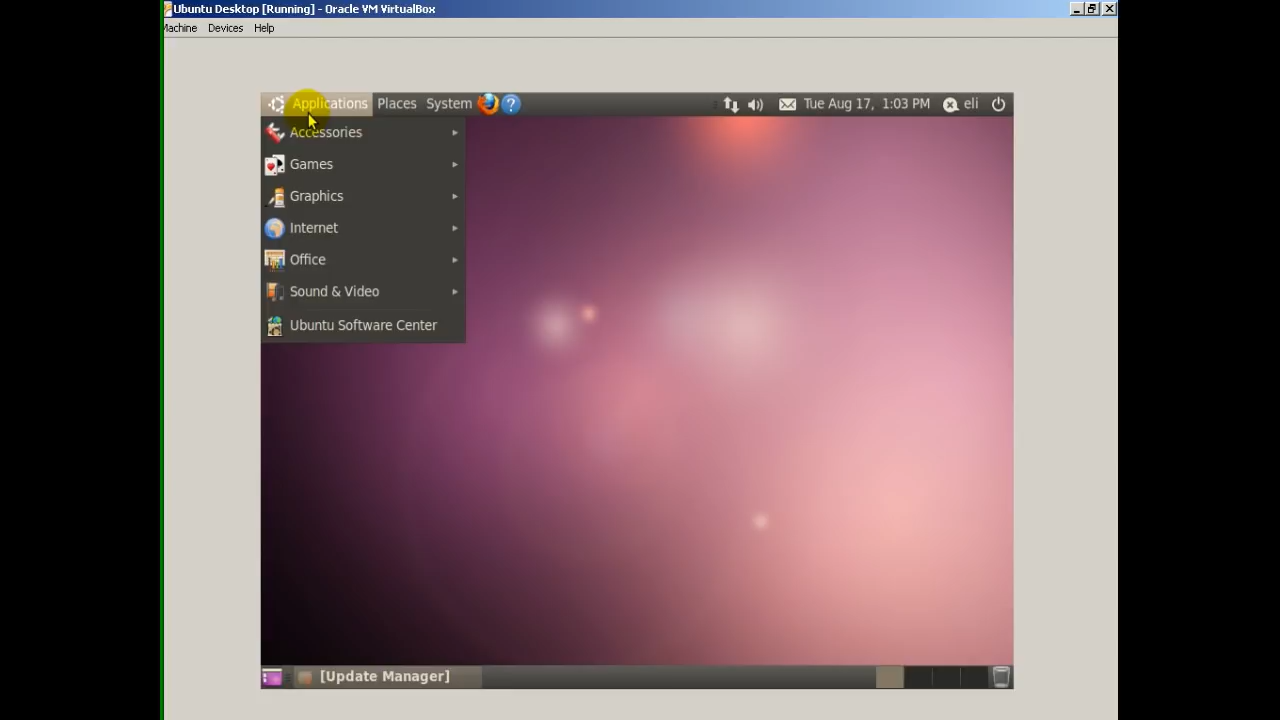 Ubuntu Desktop [Running] - Oracle VM VirtualBox
Machine Devices Help
Applications Places System ? Tue Aug 17, 1:03 PM eli
Accessories
Games
Graphics
Internet
Office
Sound & Video
Ubuntu Software Center
[Update Manager]